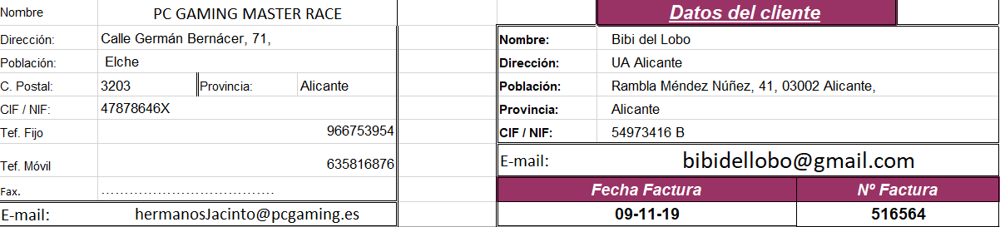 Nombre PC GAMING MASTER RACE
Dirección: Calle Germán Bernácer, 71,
Población: Elche
C. Postal: 3203 Provincia: Alicante
CIF / NIF: 47878646X
Tef. Fijo 966753954
Tef. Móvil 635816876
Fax. ……………………………….
E-mail: hermanosJacinto@pcgaming.es
Datos del cliente
Nombre: Bibi del Lobo
Dirección: UA Alicante
Población: Rambla Méndez Núñez, 41, 03002 Alicante,
Provincia: Alicante
CIF / NIF: 54973416 B
E-mail: bibidellobo@gmail.com
Fecha Factura Nº Factura
09-11-19 516564